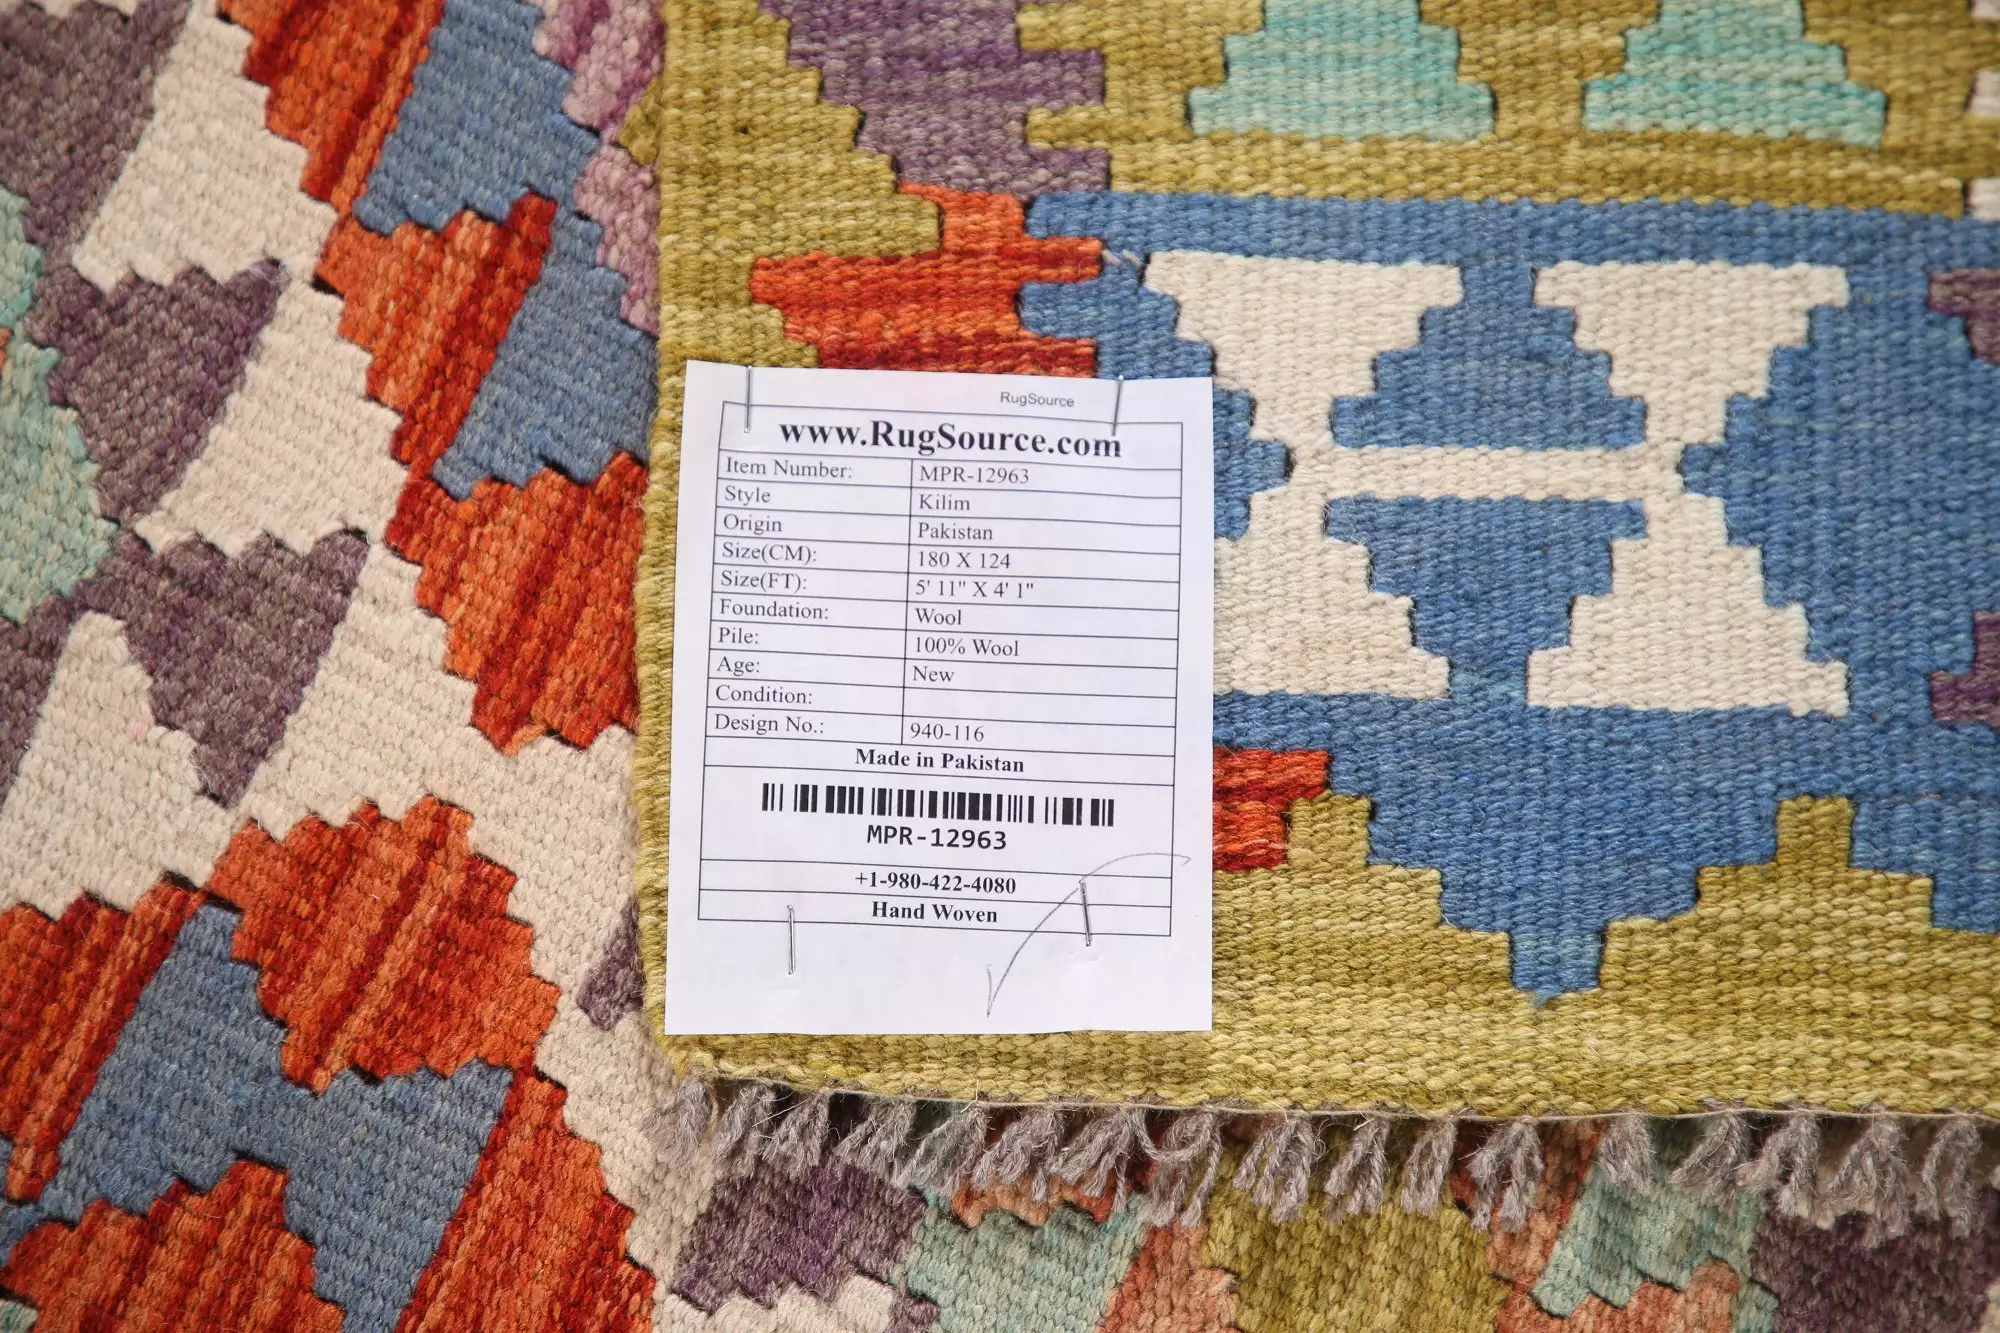 RugSource
www.RugSource.com
Item Number: MPR-12963
Style Kilim
Origin Pakistan
Size(CM): 180 X 124
Size(FT): 5' 11" X 4' 1"
Foundation: Wool
Pile: 100% Wool
Age: New
Condition:
Design No.: 940-116
Made in Pakistan
MPR-12963
+1-980-422-4080
Hand Woven